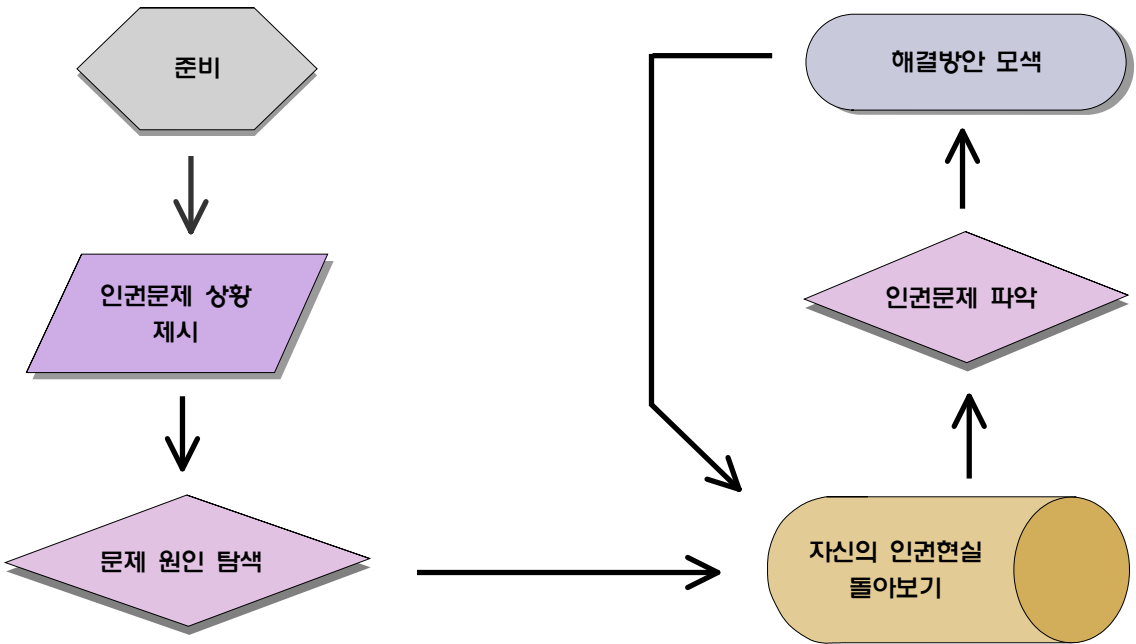 준비
인권문제 상황
제시
문제 원인 탐색
자신의 인권현실
돌아보기
인권문제 파악
해결방안 모색